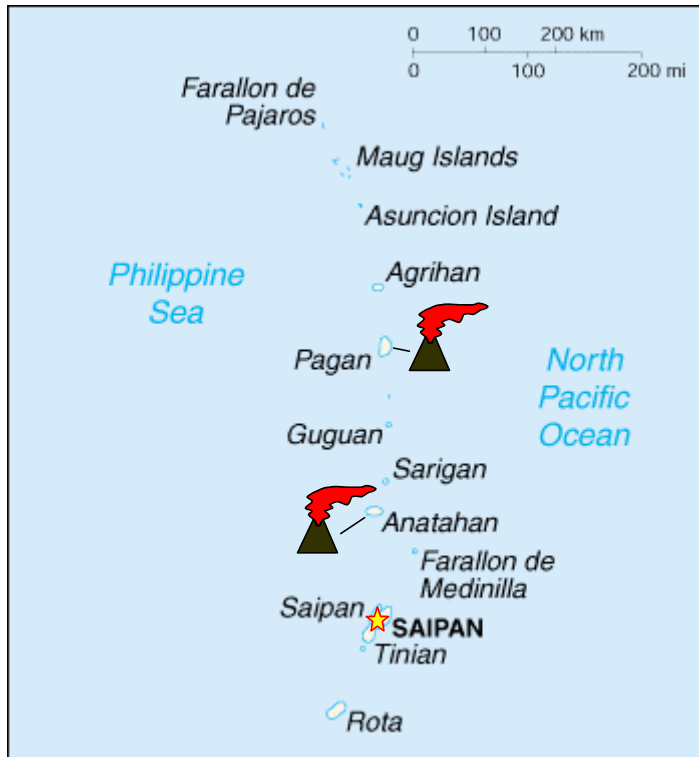 0 100 200 km
0 100 200 mi
Farallon de
Pajaros
Maug Islands
Asuncion Island
Agrihan
Philippine
Sea
Pagan
North
Pacific
Ocean
Guguan
Sarigan
Anatahan
Farallon de
Medinilla
Saipan
SAIPAN
Tinian
Rota